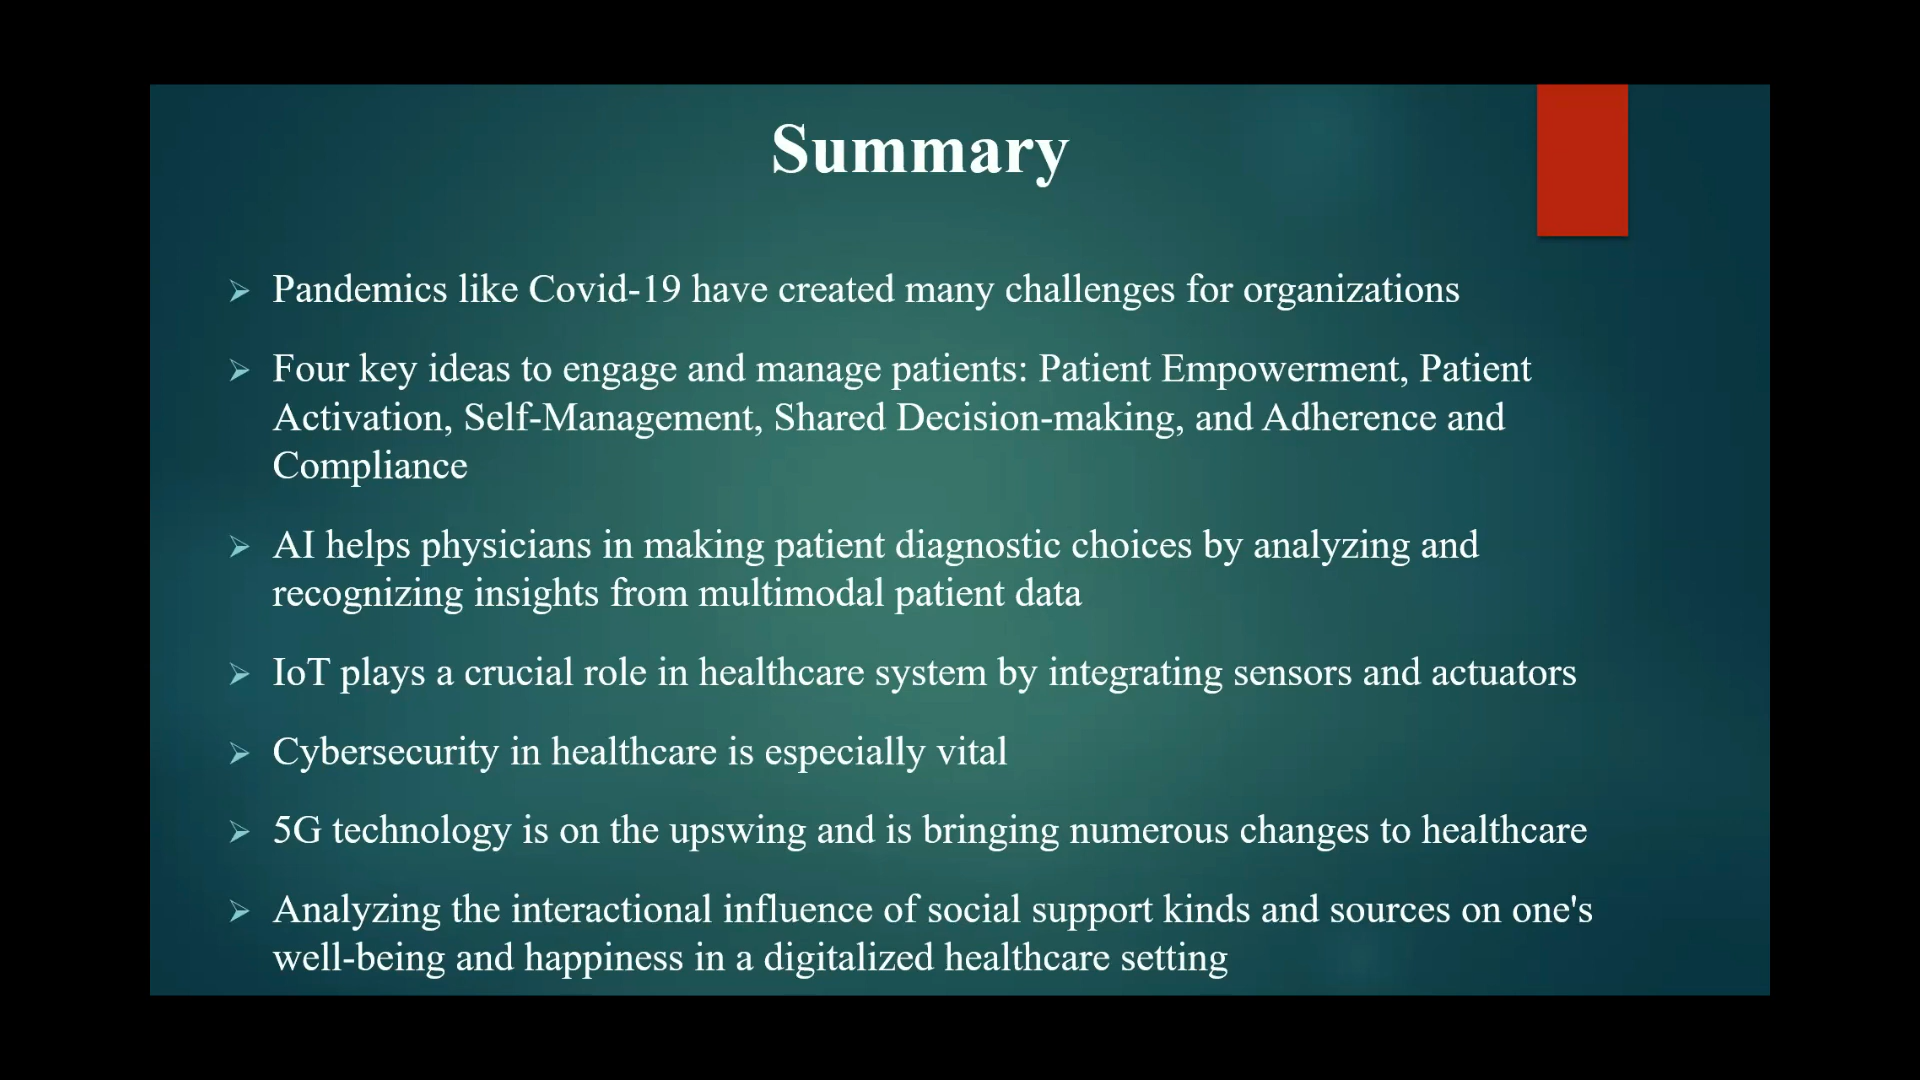 Summary
Pandemics like Covid-19 have created many challenges for organizations
Four key ideas to engage and manage patients: Patient Empowerment, Patient
Activation, Self-Management, Shared Decision-making, and Adherence and
Compliance
AI helps physicians in making patient diagnostic choices by analyzing and
recognizing insights from multimodal patient data
IoT plays a crucial role in healthcare system by integrating sensors and actuators
Cybersecurity in healthcare is especially vital
5G technology is on the upswing and is bringing numerous changes to healthcare
Analyzing the interactional influence of social support kinds and sources on one's
well-being and happiness in a digitalized healthcare setting